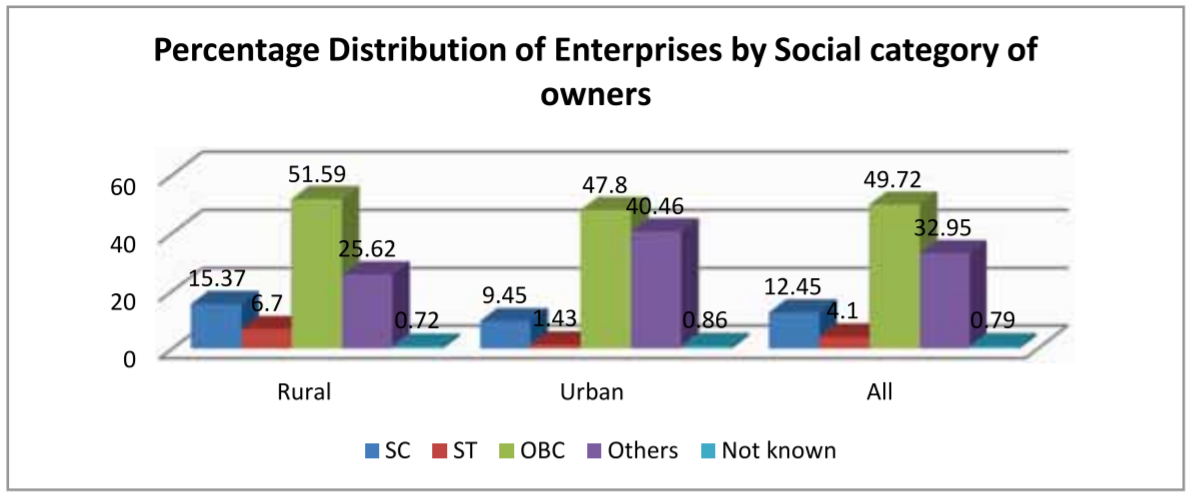 Percentage Distribution of Enterprises by Social category of
owners
60
40
20
0
15.37
6.7
51.59
25.62
0.72
9.45
1.43
47.8
40.46
0.86
12.45
4.1
49.72
32.95
0.79
Rural
Urban
All
SC
ST
OBC
Others
Not known